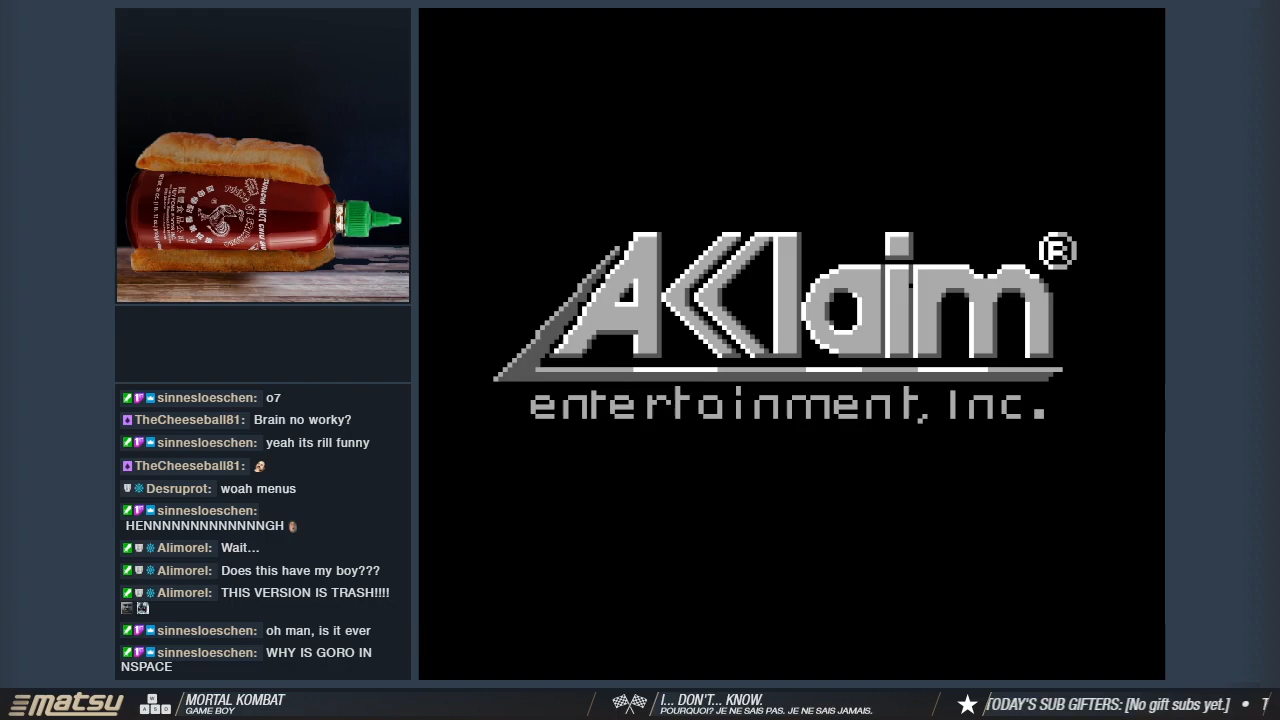 AKKlaim®
entertainment, Inc.
sinnesloeschen: o7
TheCheeseball81: Brain no worky?
sinnesloeschen: yeah its rill funny
TheCheeseball81:
Desruprot: woah menus
sinnesloeschen:
HENNNNNNNNNNNNNGH
Alimorel: Wait...
Alimorel: Does this have my boy???
Alimorel: THIS VERSION IS TRASH!!!!
sinnesloeschen: oh man, is it ever
sinnesloeschen: WHY IS GORO IN
NSPACE
matsu
W
A S D
MORTAL KOMBAT
GAME BOY
I... DON'T... KNOW.
POURQUOI? JE NE SAIS PAS. JE NE SAIS JAMAIS.
TODAY'S SUB GIFTERS: [No gift subs yet.] • T